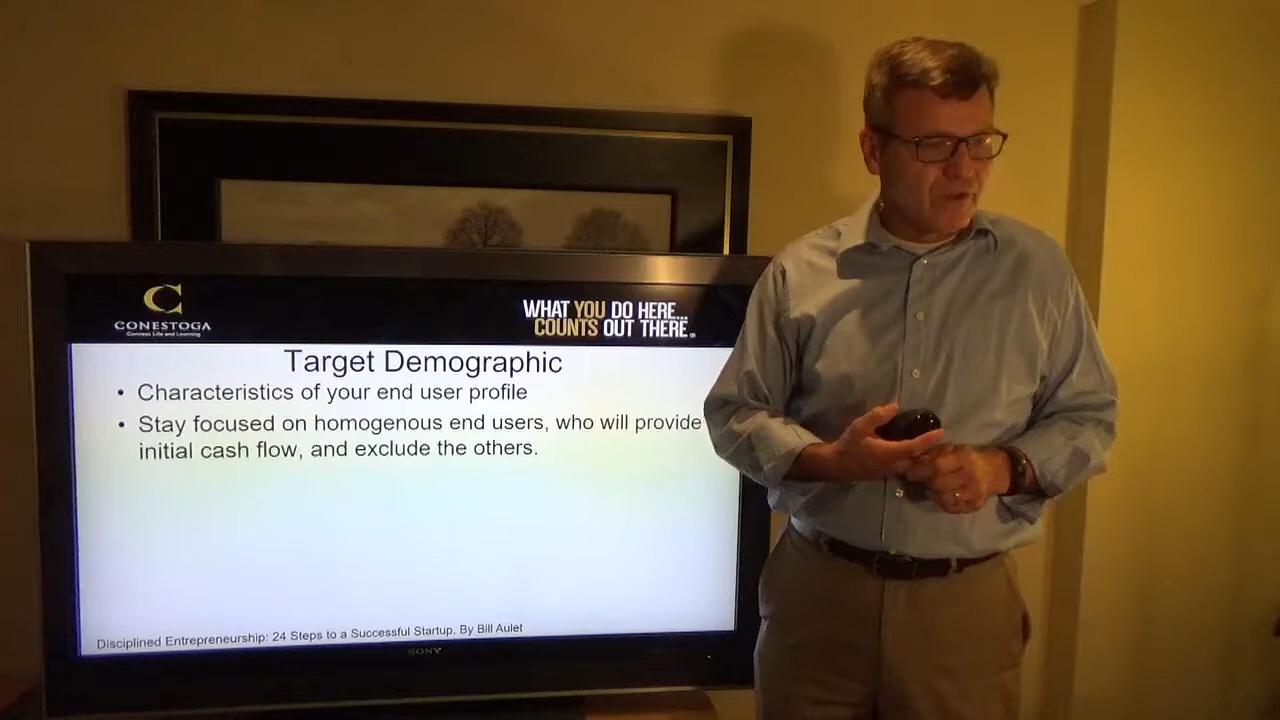 CONESTOGA
Connect Life and Learning
WHAT YOU DO HERE...
COUNTS OUT THERE.
Target Demographic
• Characteristics of your end user profile
• Stay focused on homogenous end users, who will provide
initial cash flow, and exclude the others.
Disciplined Entrepreneurship: 24 Steps to a Successful Startup. By Bill Aulet
SONY